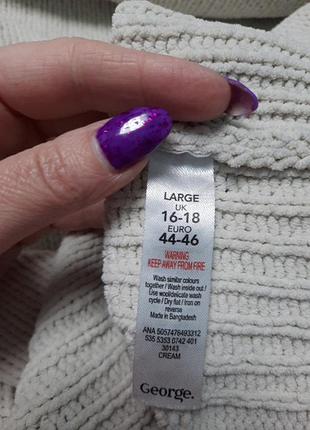 LARGE
UK
16-18
EURO
44-46
WARNING
KEEP AWAY FROM FIRE
Wash similar colours
together / Wash inside out /
Use wool/delicate wash
cycle / Dry flat / Iron on
reverse
Made in Bangladesh
ANA 5057476493312
535 5353 0742 401
30143
CREAM
George.